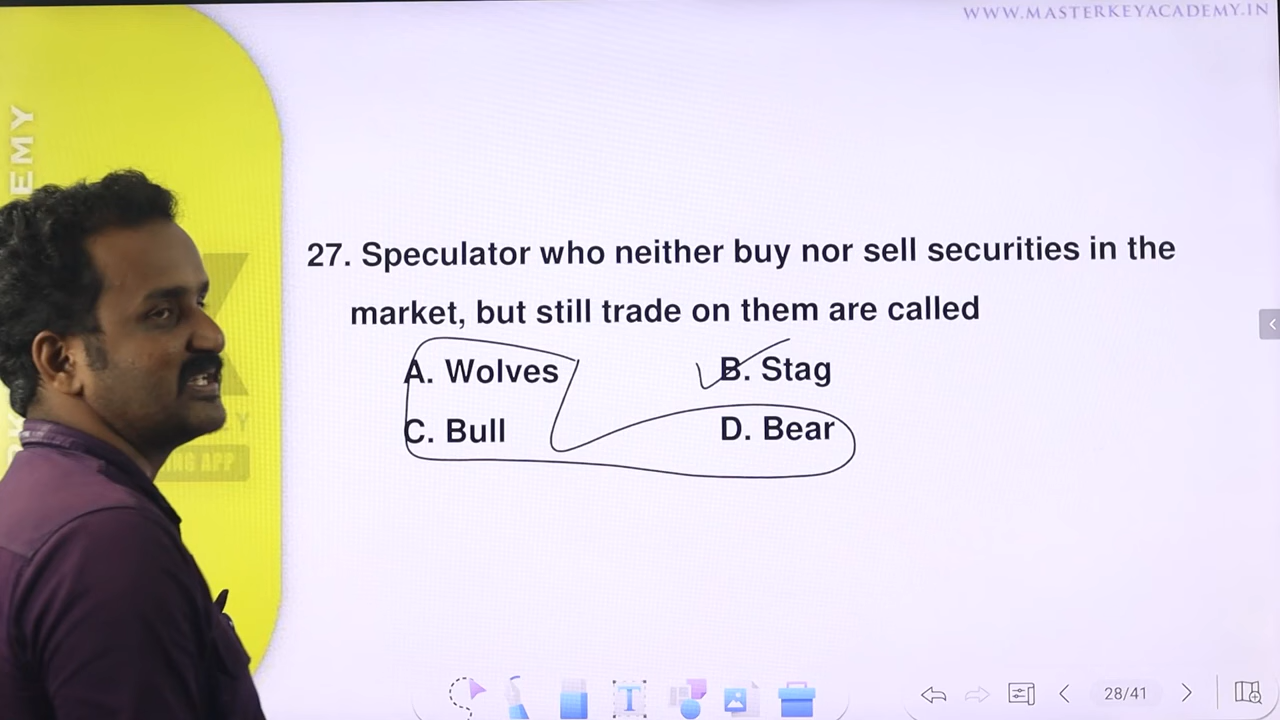 WWW.MASTERKEYACADEMY.IN
EMY
27. Speculator who neither buy nor sell securities in the
market, but still trade on them are called
A. Wolves
B. Stag
C. Bull
D. Bear
APP
T
28/41